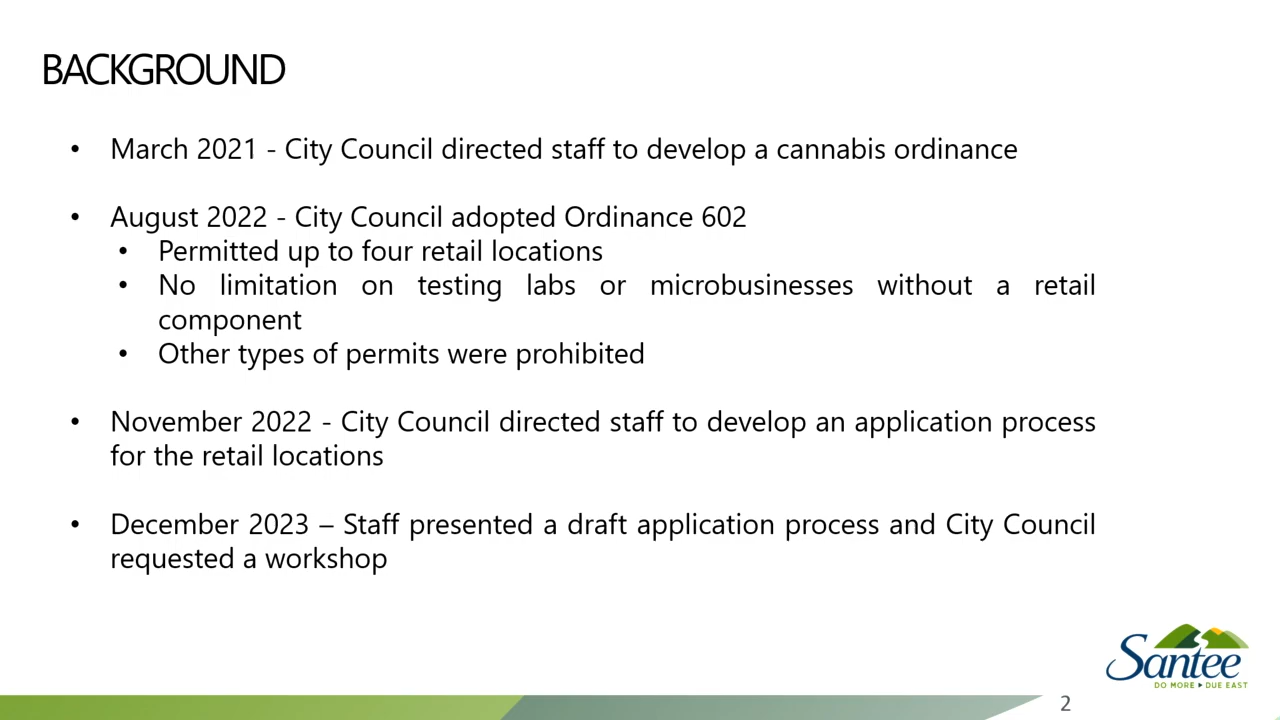 BACKGROUND
• March 2021 - City Council directed staff to develop a cannabis ordinance
• August 2022 - City Council adopted Ordinance 602
• Permitted up to four retail locations
• No limitation on testing labs or microbusinesses without a retail
component
• Other types of permits were prohibited
• November 2022 - City Council directed staff to develop an application process
for the retail locations
• December 2023 – Staff presented a draft application process and City Council
requested a workshop
Santee
DO MORE ▸ DUE EAST
2